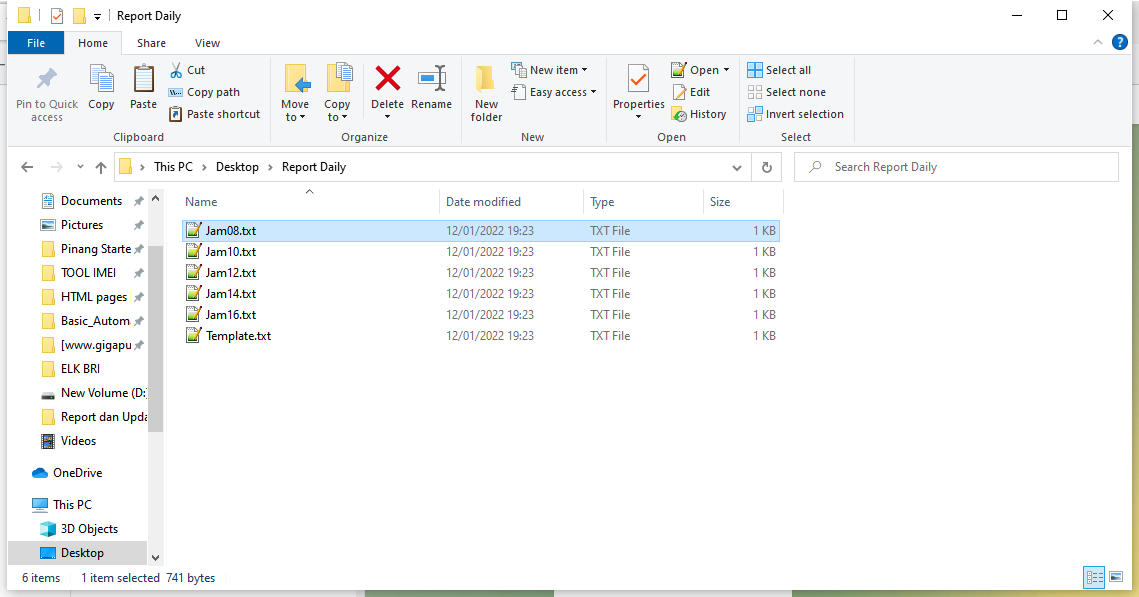 Report Daily
File Home Share View
Pin to Quick access
Copy
Paste
Cut
Copy path
Paste shortcut
Clipboard
Move to
Copy to
Delete
Rename
Organize
New folder
New item
Easy access
New
Properties
Open
Edit
History
Open
Select all
Select none
Invert selection
Select
This PC > Desktop > Report Daily
Search Report Daily
Documents
Pictures
Pinang Starte
TOOL IMEI
HTML pages
Basic_Autom
[www.gigapu
ELK BRI
New Volume (D:)
Report dan Upda
Videos
OneDrive
This PC
3D Objects
Desktop
Name Date modified Type Size
Jam08.txt 12/01/2022 19:23 TXT File 1 KB
Jam10.txt 12/01/2022 19:23 TXT File 1 KB
Jam12.txt 12/01/2022 19:23 TXT File 1 KB
Jam14.txt 12/01/2022 19:23 TXT File 1 KB
Jam16.txt 12/01/2022 19:23 TXT File 1 KB
Template.txt 12/01/2022 19:23 TXT File 1 KB
6 items 1 item selected 741 bytes